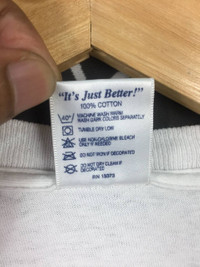 "It's Just Better!"
100% COTTON
40°
MACHINE WASH WARM
WASH DARK COLORS SEPARATELY
TUMBLE DRY LOW
USE NON-CHLORINE BLEACH
ONLY IF NEEDED
DO NOT IRON IF DECORATED
DO NOT DRY CLEAN IF
DECORATED
RN 15073